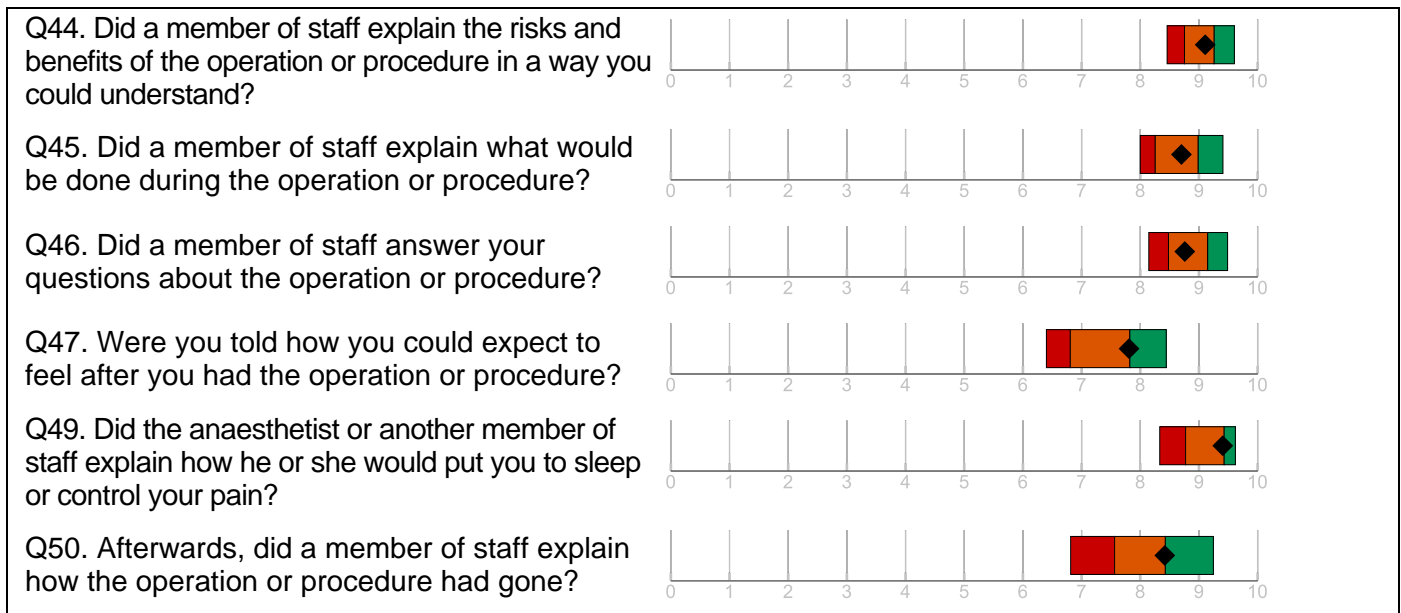 Q44. Did a member of staff explain the risks and
benefits of the operation or procedure in a way you
could understand?
0 1 2 3 4 5 6 7 8 9 10
Q45. Did a member of staff explain what would
be done during the operation or procedure?
0 1 2 3 4 5 6 7 8 9 10
Q46. Did a member of staff answer your
questions about the operation or procedure?
0 1 2 3 4 5 6 7 8 9 10
Q47. Were you told how you could expect to
feel after you had the operation or procedure?
0 1 2 3 4 5 6 7 8 9 10
Q49. Did the anaesthetist or another member of
staff explain how he or she would put you to sleep
or control your pain?
0 1 2 3 4 5 6 7 8 9 10
Q50. Afterwards, did a member of staff explain
how the operation or procedure had gone?
0 1 2 3 4 5 6 7 8 9 10